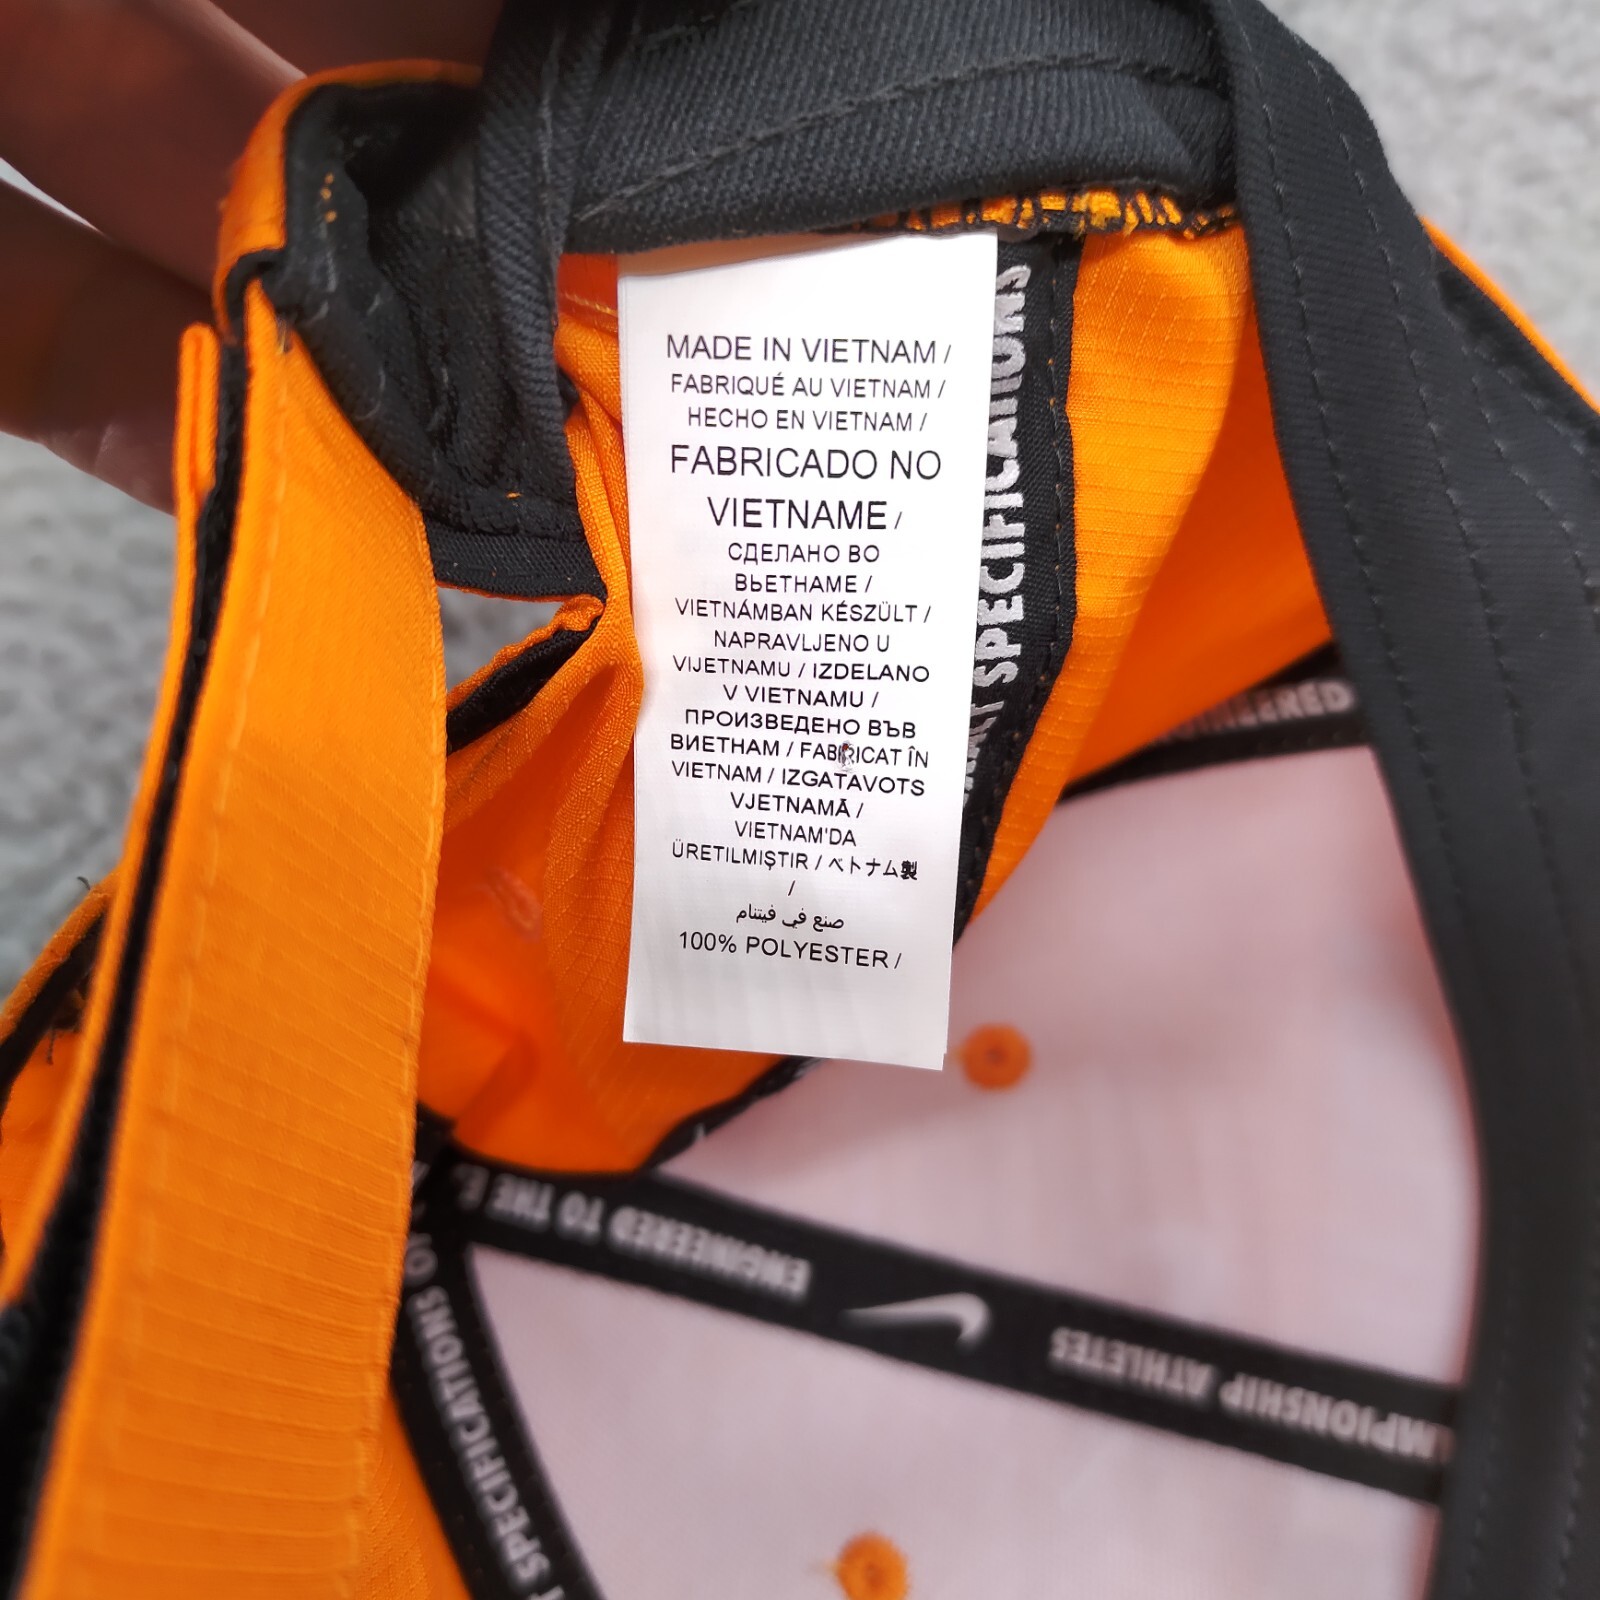 MADE IN VIETNAM /
FABRIQUÉ AU VIETNAM /
HECHO EN VIETNAM /
FABRICADO NO
VIETNAME /
СДЕЛАНО ВО
ВЬЕТНАМЕ /
VIETNÁMBAN KÉSZÜLT /
NAPRAVLJENO U
VIJETNAMU / IZDELANO
V VIETNAMU /
ПРОИЗВЕДЕНО ВЪВ
ВИЕТНАМ / FABRICAT ÎN
VIETNAM / IZGATAVOTS
VJETNAMĀ /
VIETNAM'DA
ÜRETILMIŞTIR / ベトナム製
/
صنع في فيتنام
100% POLYESTER /
SPECIFICATIONS
ENGINEERED
ENGINEERED TO THE
ATHLETES
SPECIFICATIONS